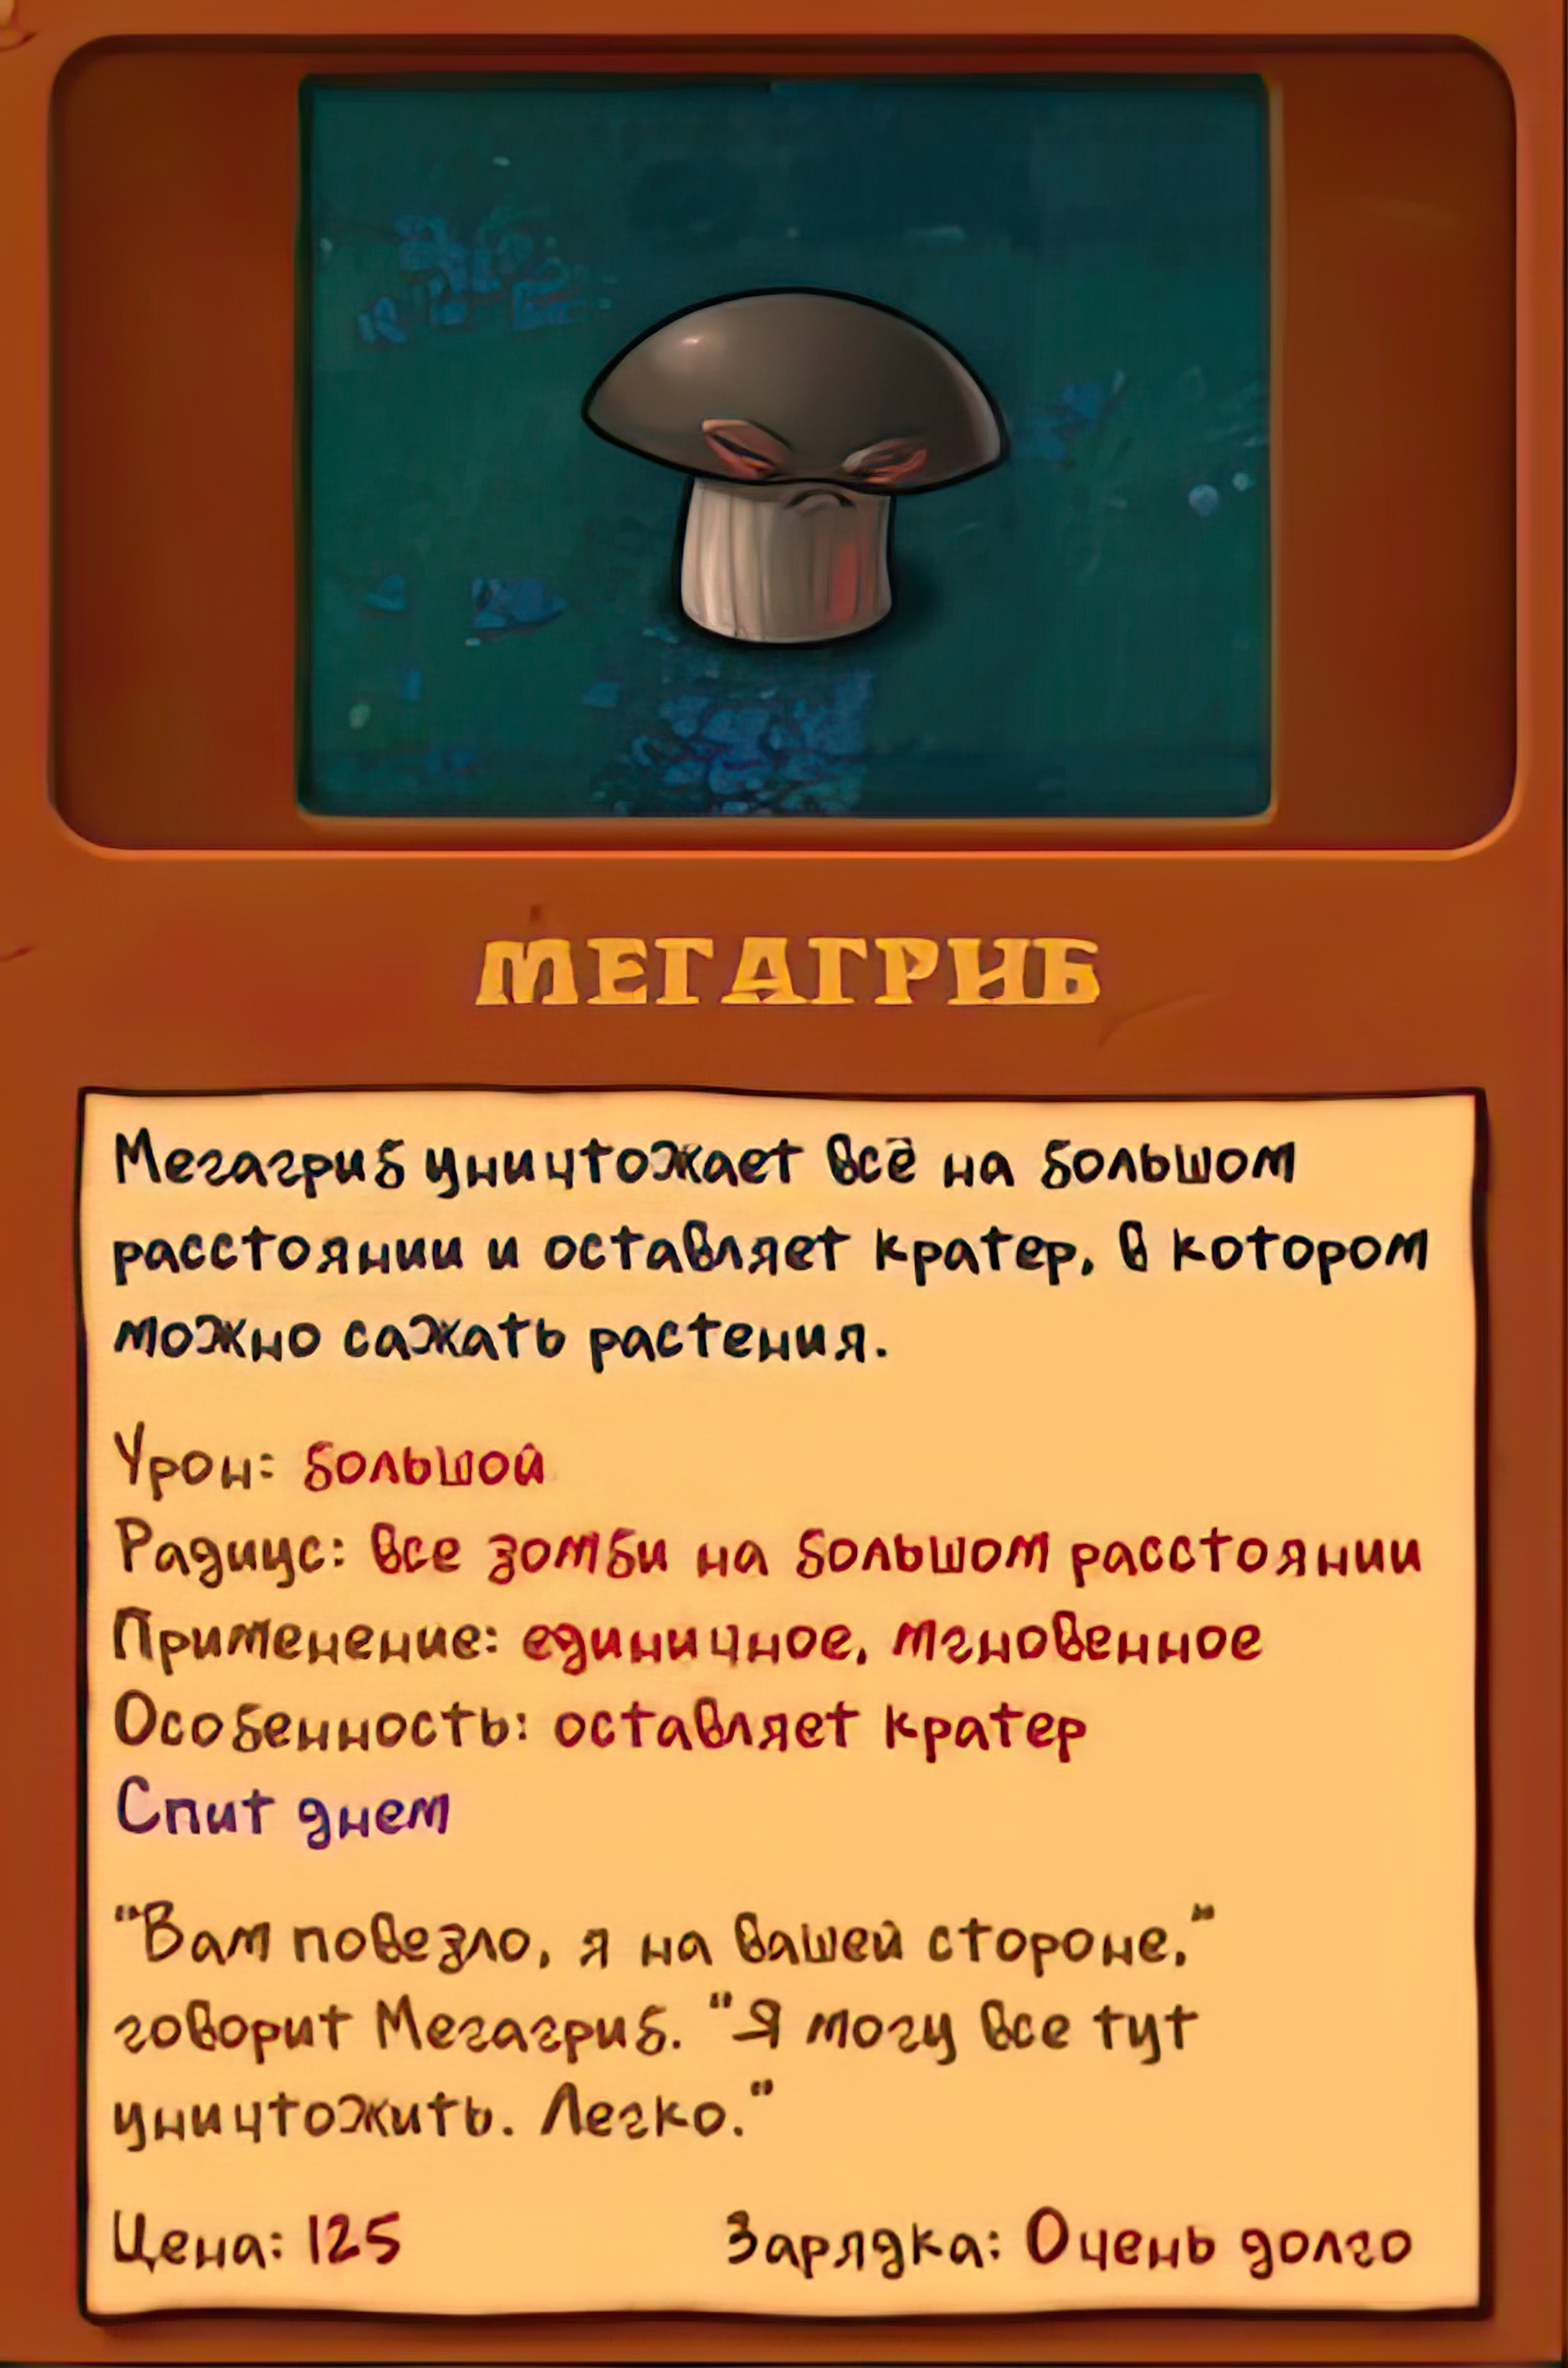 МЕГАГРИБ
Мегагриб уничтожает всё на большом
расстоянии и оставляет кратер, в котором
можно сажать растения.
Урон: большой
Радиус: все зомби на большом расстоянии
Применение: единичное, мгновенное
Особенность: оставляет кратер
Спит днем
"Вам повезло, я на вашей стороне,"
говорит Мегагриб. "Я могу все тут
уничтожить. Легко."
Цена: 125 Зарядка: Очень долго